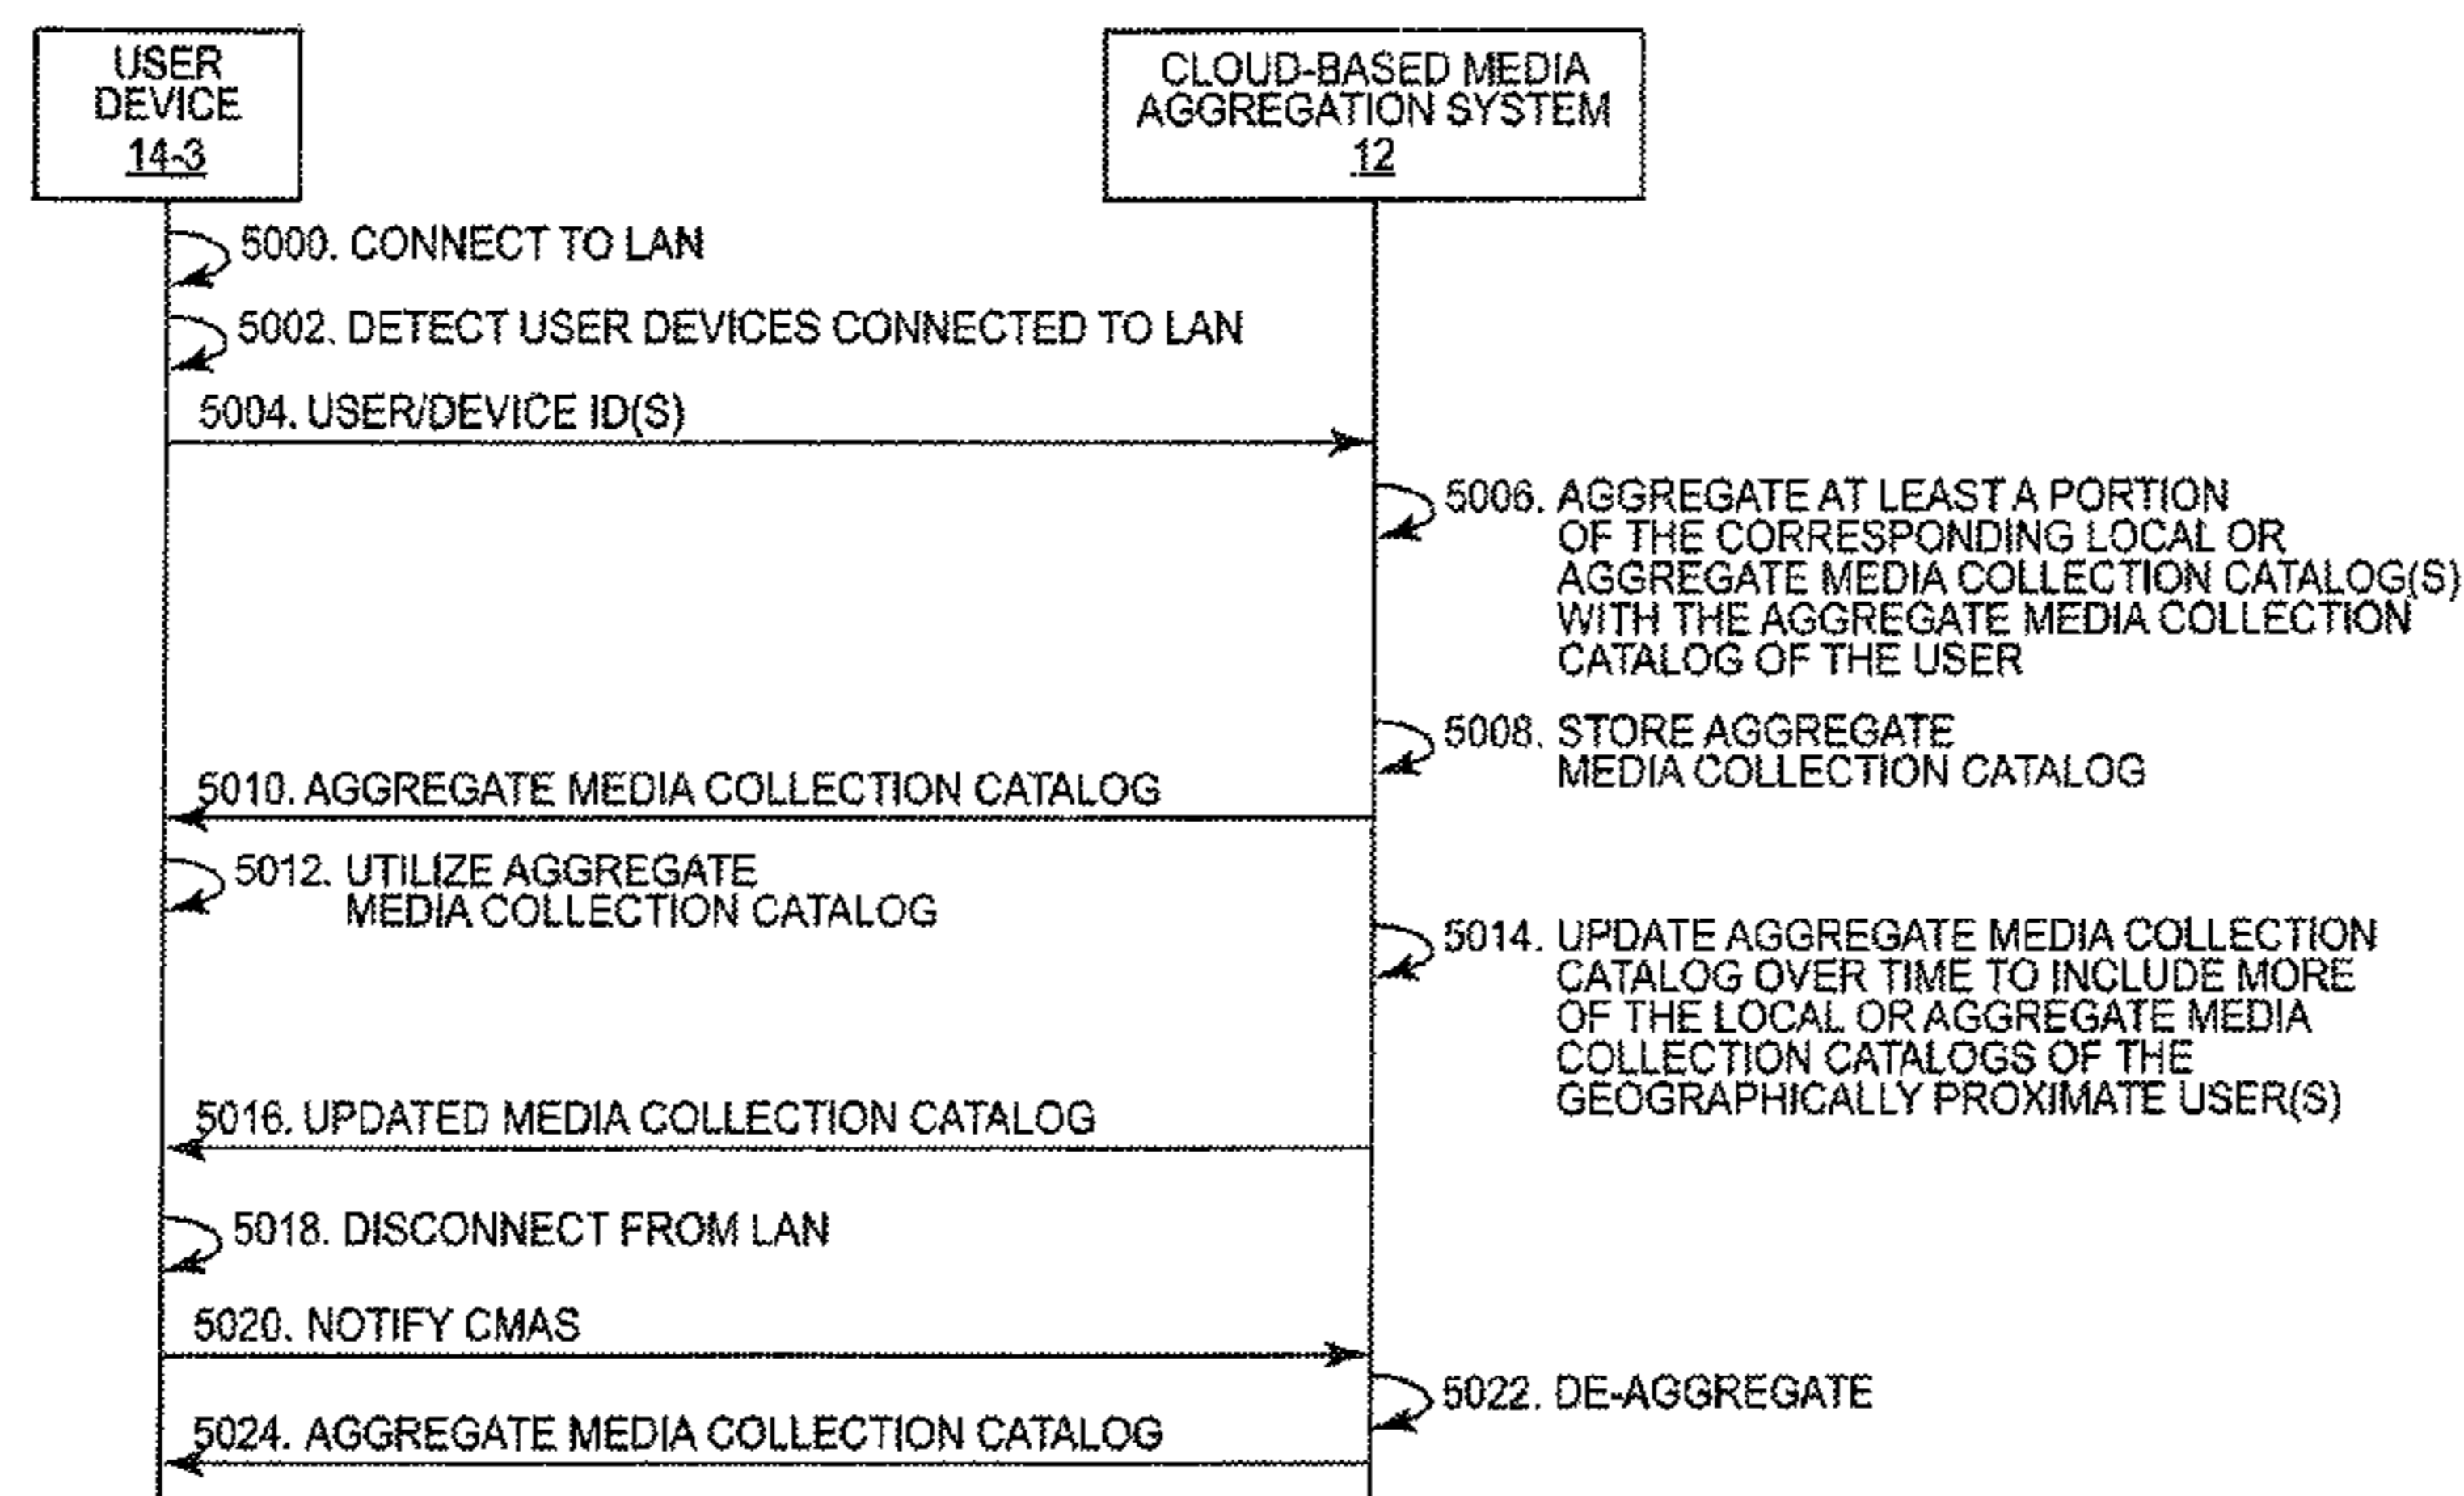 USER
DEVICE
14-3
CLOUD-BASED MEDIA
AGGREGATION SYSTEM
12
5000. CONNECT TO LAN
5002. DETECT USER DEVICES CONNECTED TO LAN
5004. USER/DEVICE ID(S)
5006. AGGREGATE AT LEAST A PORTION
OF THE CORRESPONDING LOCAL OR
AGGREGATE MEDIA COLLECTION CATALOG(S)
WITH THE AGGREGATE MEDIA COLLECTION
CATALOG OF THE USER
5008. STORE AGGREGATE
MEDIA COLLECTION CATALOG
5010. AGGREGATE MEDIA COLLECTION CATALOG
5012. UTILIZE AGGREGATE
MEDIA COLLECTION CATALOG
5014. UPDATE AGGREGATE MEDIA COLLECTION
CATALOG OVER TIME TO INCLUDE MORE
OF THE LOCAL OR AGGREGATE MEDIA
COLLECTION CATALOGS OF THE
GEOGRAPHICALLY PROXIMATE USER(S)
5016. UPDATED MEDIA COLLECTION CATALOG
5018. DISCONNECT FROM LAN
5020. NOTIFY CMAS
5022. DE-AGGREGATE
5024. AGGREGATE MEDIA COLLECTION CATALOG